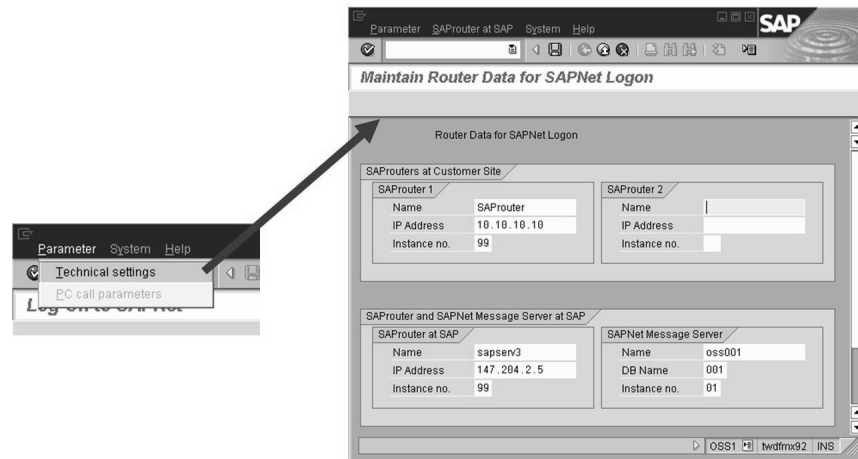 Parameter SAProuter at SAP System Help
SAP
Maintain Router Data for SAPNet Logon
Router Data for SAPNet Logon
SAProuters at Customer Site
SAProuter 1
Name SAProuter
IP Address 10.10.10.10
Instance no. 99
SAProuter 2
Name
IP Address
Instance no.
SAProuter and SAPNet Message Server at SAP
SAProuter at SAP
Name sapserv3
IP Address 147.204.2.5
Instance no. 99
SAPNet Message Server
Name oss001
DB Name 001
Instance no. 01
OSS1 twdfmx92 INS
Parameter System Help
Technical settings
PC call parameters